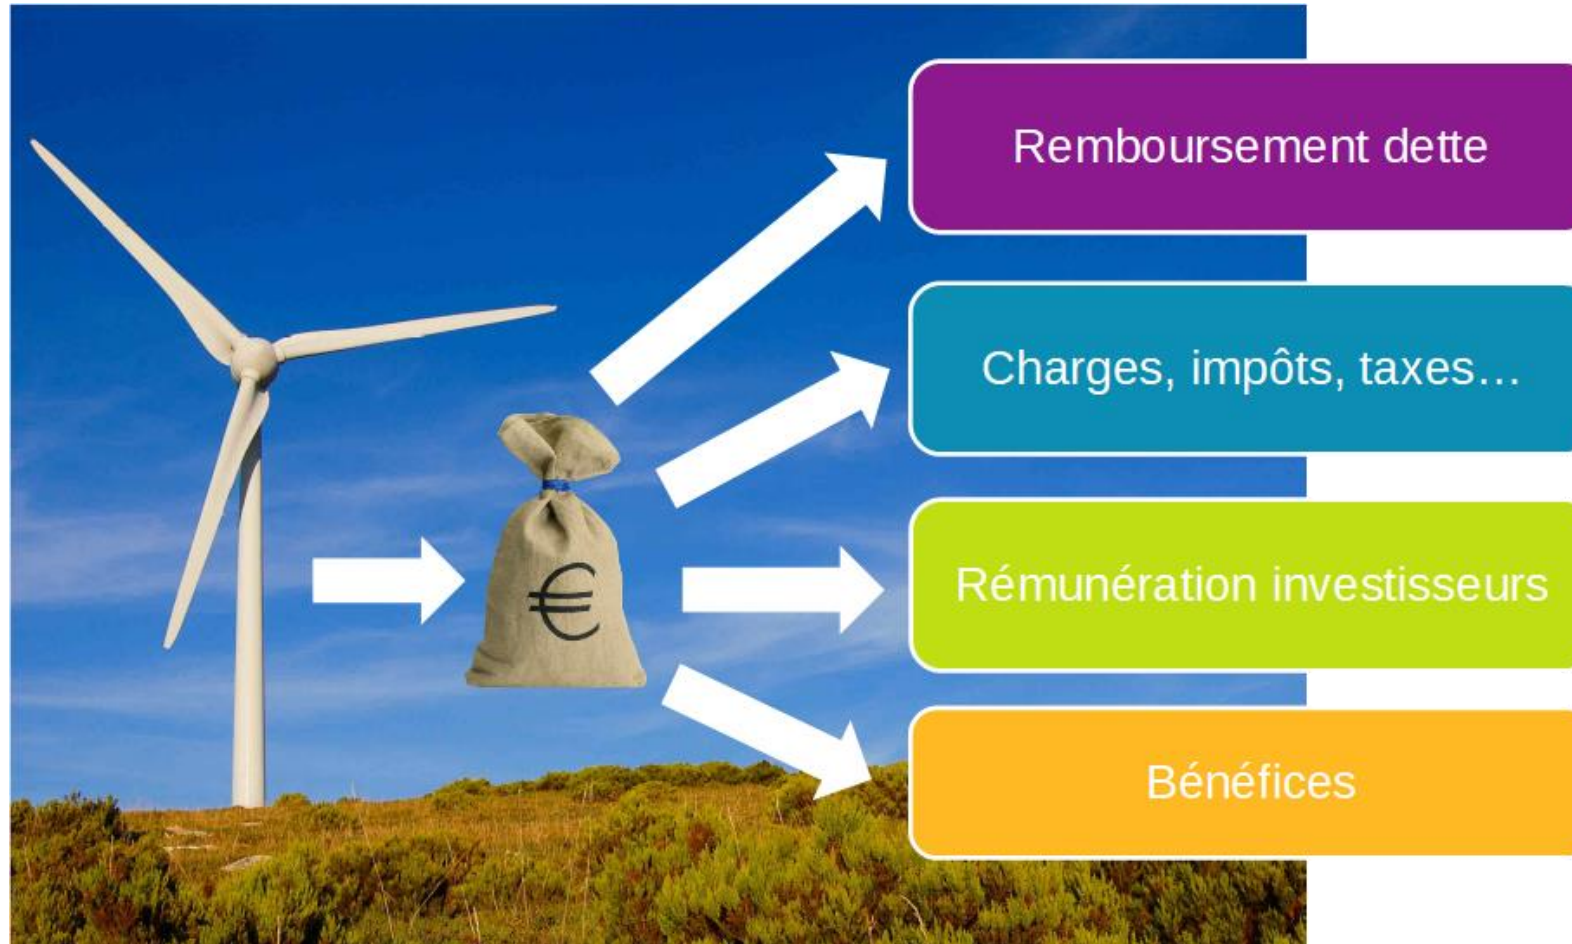 Remboursement dette
Charges, impôts, taxes…
€
Rémunération investisseurs
Bénéfices